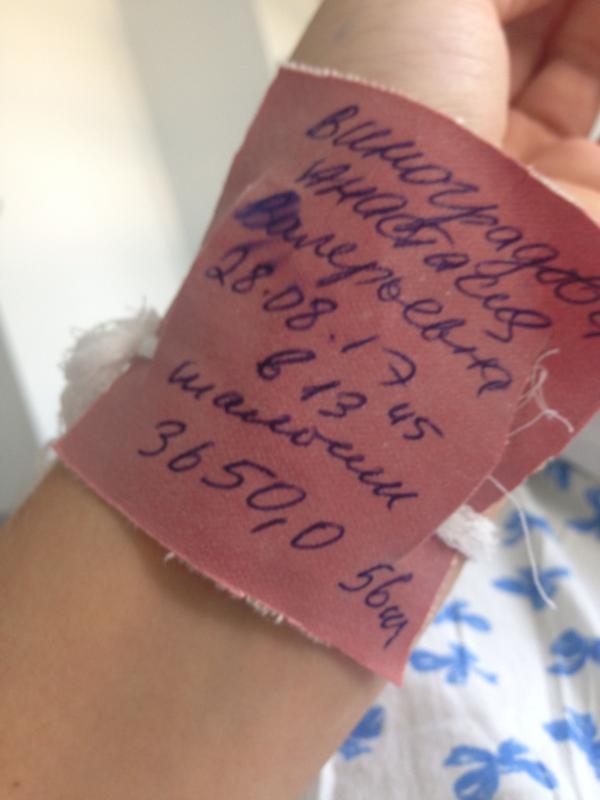 Виноградова
Анастасия
Валерьевна
28.08.17
в 13 45
мальчик
3650,0
56см